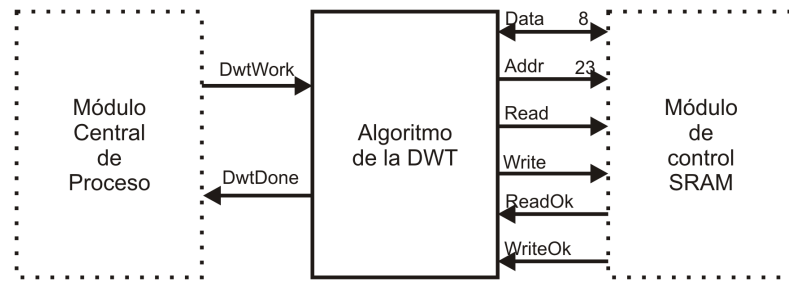 Módulo
Central
de
Proceso
DwtWork
DwtDone
Algoritmo
de la DWT
Data 8
Addr 23
Read
Write
ReadOk
WriteOk
Módulo
de
control
SRAM